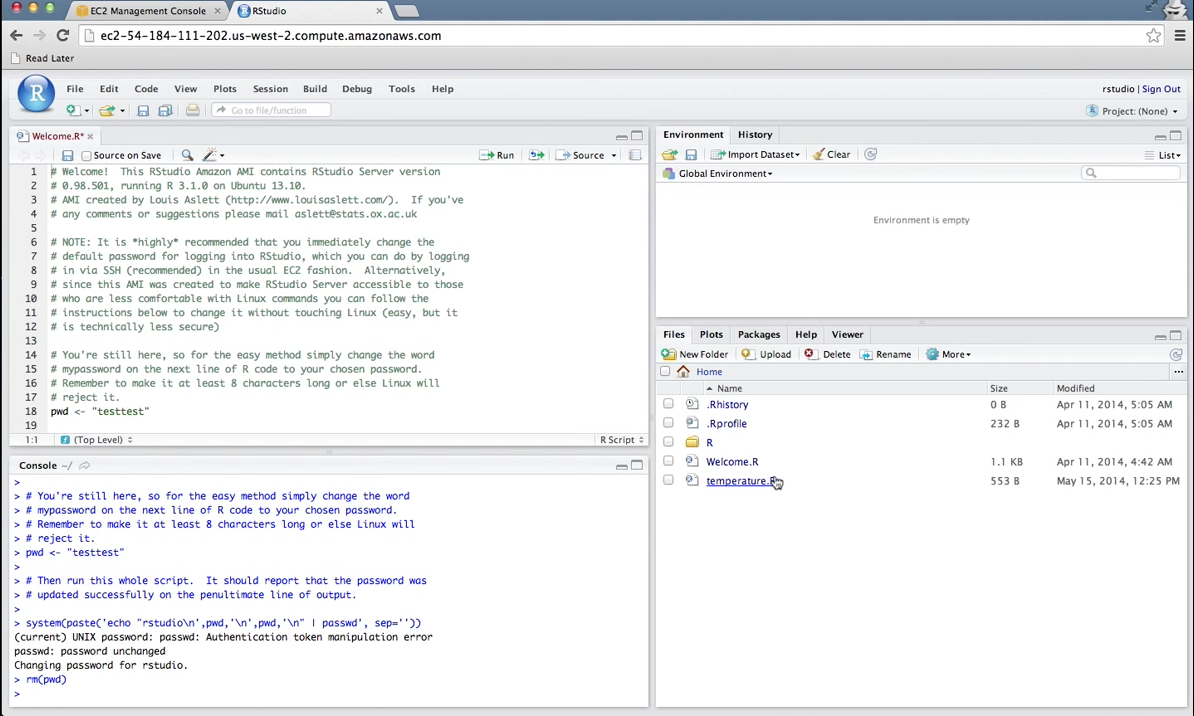 EC2 Management Console
RStudio
ec2-54-184-111-202.us-west-2.compute.amazonaws.com
Read Later
R
File Edit Code View Plots Session Build Debug Tools Help
rstudio | Sign Out
Go to file/function
Project: (None)
Welcome.R*
Source on Save
Run
Source
1 # Welcome!  This RStudio Amazon AMI contains RStudio Server version
2 # 0.98.501, running R 3.1.0 on Ubuntu 13.10.
3 # AMI created by Louis Aslett (http://www.louisaslett.com/).  If you've
4 # any comments or suggestions please mail aslett@stats.ox.ac.uk
5
6 # NOTE: It is *highly* recommended that you immediately change the
7 # default password for logging into RStudio, which you can do by logging
8 # in via SSH (recommended) in the usual EC2 fashion.  Alternatively,
9 # since this AMI was created to make RStudio Server accessible to those
10 # who are less comfortable with Linux commands you can follow the
11 # instructions below to change it without touching Linux (easy, but it
12 # is technically less secure)
13
14 # You're still here, so for the easy method simply change the word
15 # mypassword on the next line of R code to your chosen password.
16 # Remember to make it at least 8 characters long or else Linux will
17 # reject it.
18 pwd <- "testtest"
19
1:1 (Top Level) R Script
Console ~/
>
> # You're still here, so for the easy method simply change the word
> # mypassword on the next line of R code to your chosen password.
> # Remember to make it at least 8 characters long or else Linux will
> # reject it.
> pwd <- "testtest"
>
> # Then run this whole script.  It should report that the password was
> # updated successfully on the penultimate line of output.
>
> system(paste('echo "rstudio\n',pwd,'\n',pwd,'\n" | passwd', sep=''))
(current) UNIX password: passwd: Authentication token manipulation error
passwd: password unchanged
Changing password for rstudio.
> rm(pwd)
>
Environment History
Import Dataset Clear List
Global Environment
Environment is empty
Files Plots Packages Help Viewer
New Folder Upload Delete Rename More
Home
Name Size Modified
.Rhistory 0 B Apr 11, 2014, 5:05 AM
.Rprofile 232 B Apr 11, 2014, 5:05 AM
R
Welcome.R 1.1 KB Apr 11, 2014, 4:42 AM
temperature.R 553 B May 15, 2014, 12:25 PM